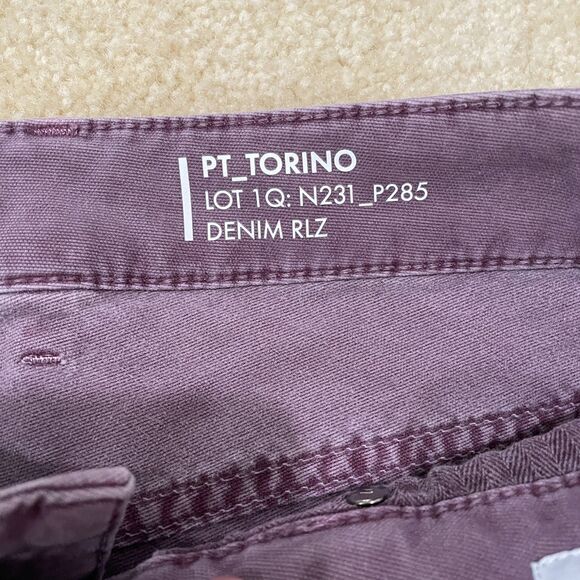 PT_TORINO
LOT 1Q: N231_P285
DENIM RLZ